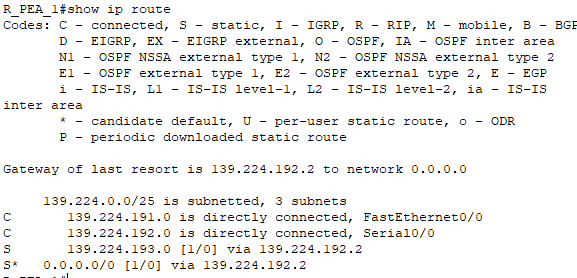 R_PEA_1#show ip route
Codes: C - connected, S - static, I - IGRP, R - RIP, M - mobile, B - BGP
D - EIGRP, EX - EIGRP external, O - OSPF, IA - OSPF inter area
N1 - OSPF NSSA external type 1, N2 - OSPF NSSA external type 2
E1 - OSPF external type 1, E2 - OSPF external type 2, E - EGP
i - IS-IS, L1 - IS-IS level-1, L2 - IS-IS level-2, ia - IS-IS
inter area
* - candidate default, U - per-user static route, o - ODR
P - periodic downloaded static route
Gateway of last resort is 139.224.192.2 to network 0.0.0.0
139.224.0.0/25 is subnetted, 3 subnets
C 139.224.191.0 is directly connected, FastEthernet0/0
C 139.224.192.0 is directly connected, Serial0/0
S 139.224.193.0 [1/0] via 139.224.192.2
S* 0.0.0.0/0 [1/0] via 139.224.192.2